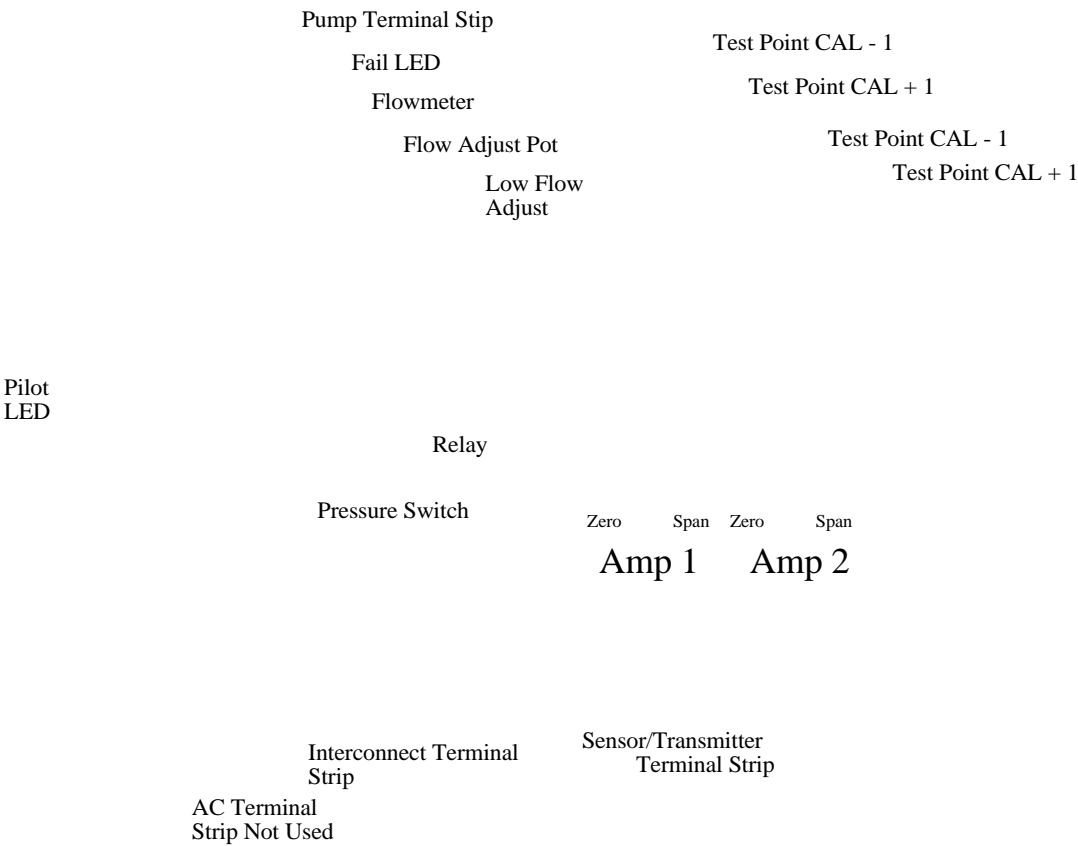 Pump Terminal Stip
Test Point CAL - 1
Fail LED
Test Point CAL + 1
Flowmeter
Flow Adjust Pot
Test Point CAL - 1
Test Point CAL + 1
Low Flow
Adjust
Pilot
LED
Relay
Pressure Switch
Zero Span Zero Span
Amp 1 Amp 2
Sensor/Transmitter
Terminal Strip
Interconnect Terminal
Strip
AC Terminal
Strip Not Used